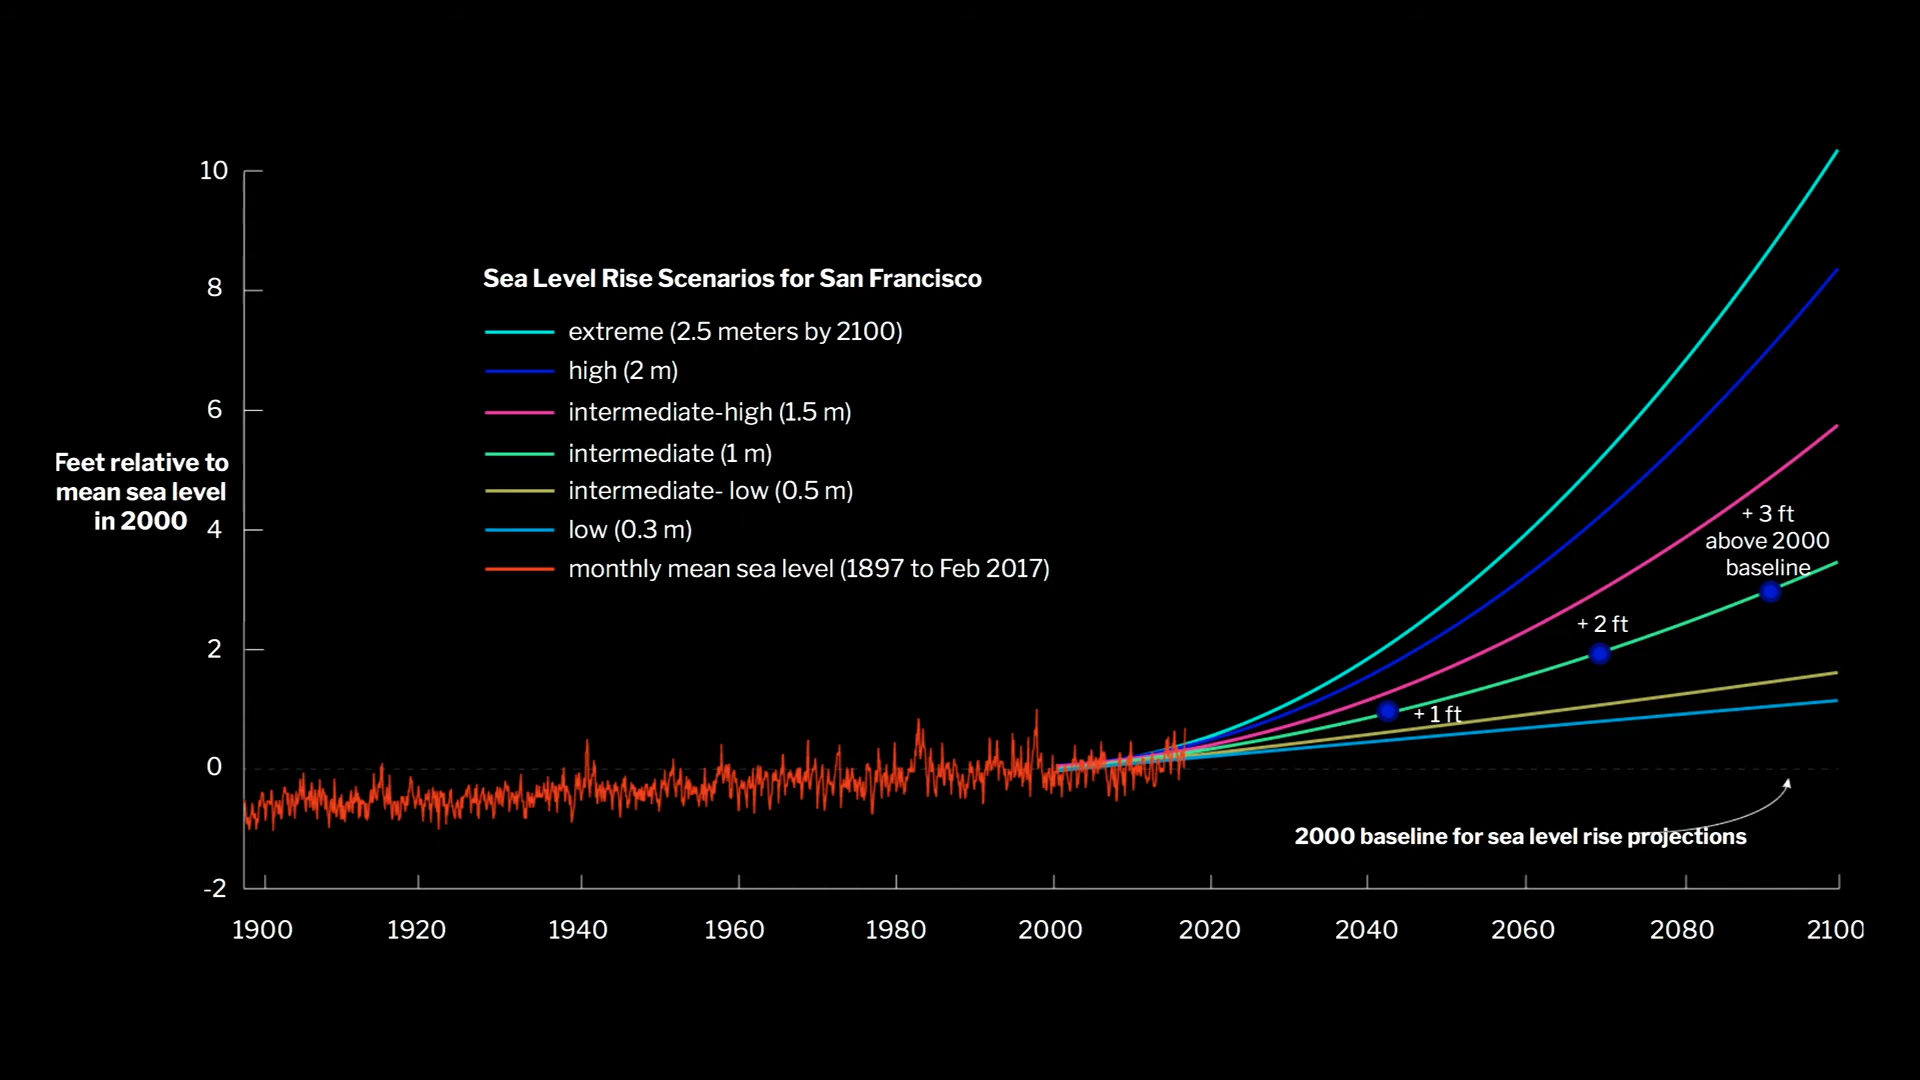 10
8
6
4
2
0
-2
Feet relative to
mean sea level
in 2000
Sea Level Rise Scenarios for San Francisco
extreme (2.5 meters by 2100)
high (2 m)
intermediate-high (1.5 m)
intermediate (1 m)
intermediate- low (0.5 m)
low (0.3 m)
monthly mean sea level (1897 to Feb 2017)
+ 3 ft
above 2000
baseline
+ 2 ft
+ 1 ft
2000 baseline for sea level rise projections
1900 1920 1940 1960 1980 2000 2020 2040 2060 2080 2100